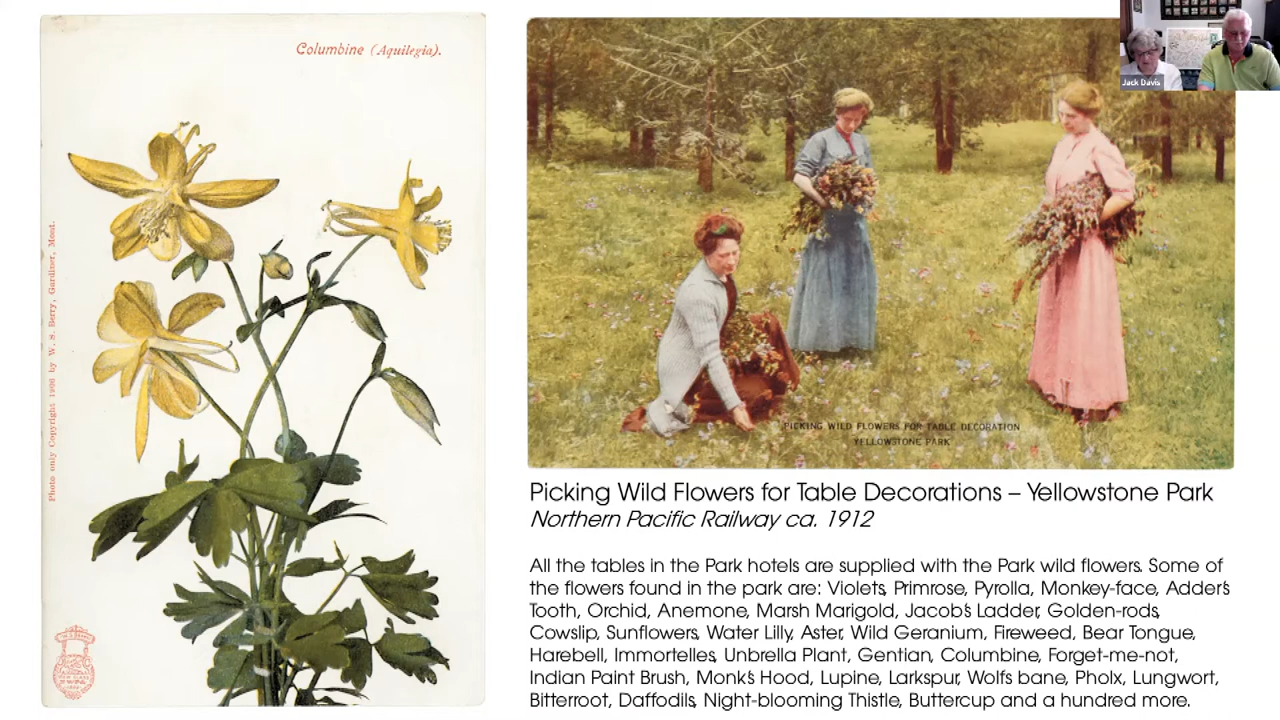 Columbine (Aquilegia).
Photo only Copyright 1908 by W. S. Berry, Gardiner, Mont.
Jack Davis
PICKING WILD FLOWERS FOR TABLE DECORATION
YELLOWSTONE PARK
Picking Wild Flowers for Table Decorations – Yellowstone Park
Northern Pacific Railway ca. 1912
All the tables in the Park hotels are supplied with the Park wild flowers. Some of
the flowers found in the park are: Violets, Primrose, Pyrolla, Monkey-face, Adder's
Tooth, Orchid, Anemone, Marsh Marigold, Jacob's Ladder, Golden-rods,
Cowslip, Sunflowers, Water Lilly, Aster, Wild Geranium, Fireweed, Bear Tongue,
Harebell, Immortelles, Unbrella Plant, Gentian, Columbine, Forget-me-not,
Indian Paint Brush, Monk's Hood, Lupine, Larkspur, Wolf's bane, Pholx, Lungwort,
Bitterroot, Daffodils, Night-blooming Thistle, Buttercup and a hundred more.